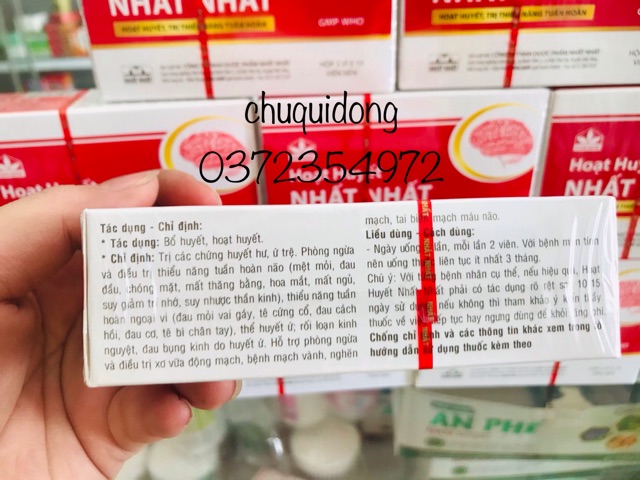 NHẤT NHẤT
HOẠT HUYẾT, TRỊ THIỂU NĂNG TUẦN HOÀN
GMP WHO
chuquidong
0372354972
Hoạt Huy
NHẤT NHẤT
Hoạt Huyết
NHẤT
Tác dụng - Chỉ định:
* Tác dụng: Bổ huyết, hoạt huyết.
* Chỉ định: Trị các chứng huyết hư, ứ trệ. Phòng ngừa
và điều trị thiểu năng tuần hoàn não (mệt mỏi, đau
đầu, chóng mặt, mất thăng bằng, hoa mắt, mất ngủ,
suy giảm trí nhớ, suy nhược thần kinh), thiểu năng tuần
hoàn ngoại vi (đau mỏi vai gáy, tê cứng cổ, đau cách
hồi, đau cơ, tê bì chân tay), thể huyết ứ; rối loạn kinh
nguyệt, đau bụng kinh do huyết ứ. Hỗ trợ phòng ngừa
và điều trị xơ vữa động mạch, bệnh mạch vành, nghẽn
mạch, tai biến mạch máu não.
Liều dùng - Cách dùng:
- Ngày uống lần, mỗi lần 2 viên. Với bệnh mạn tính
nên uống thuốc liên tục ít nhất 3 tháng.
Chú ý: Với bệnh nhân cụ thể, nếu hiệu quả, Hoạt
Huyết Nhất Nhất phải có tác dụng rõ rệt sau 10-15
ngày sử dụng, nếu không thì tham khảo ý kiến thầy
thuốc về việc tiếp tục hay ngưng dùng để khỏi lãng phí.
Chống chỉ định và các thông tin khác xem trong tờ
hướng dẫn sử dụng thuốc kèm theo
NHẤT NHẤT
AN PHẾ